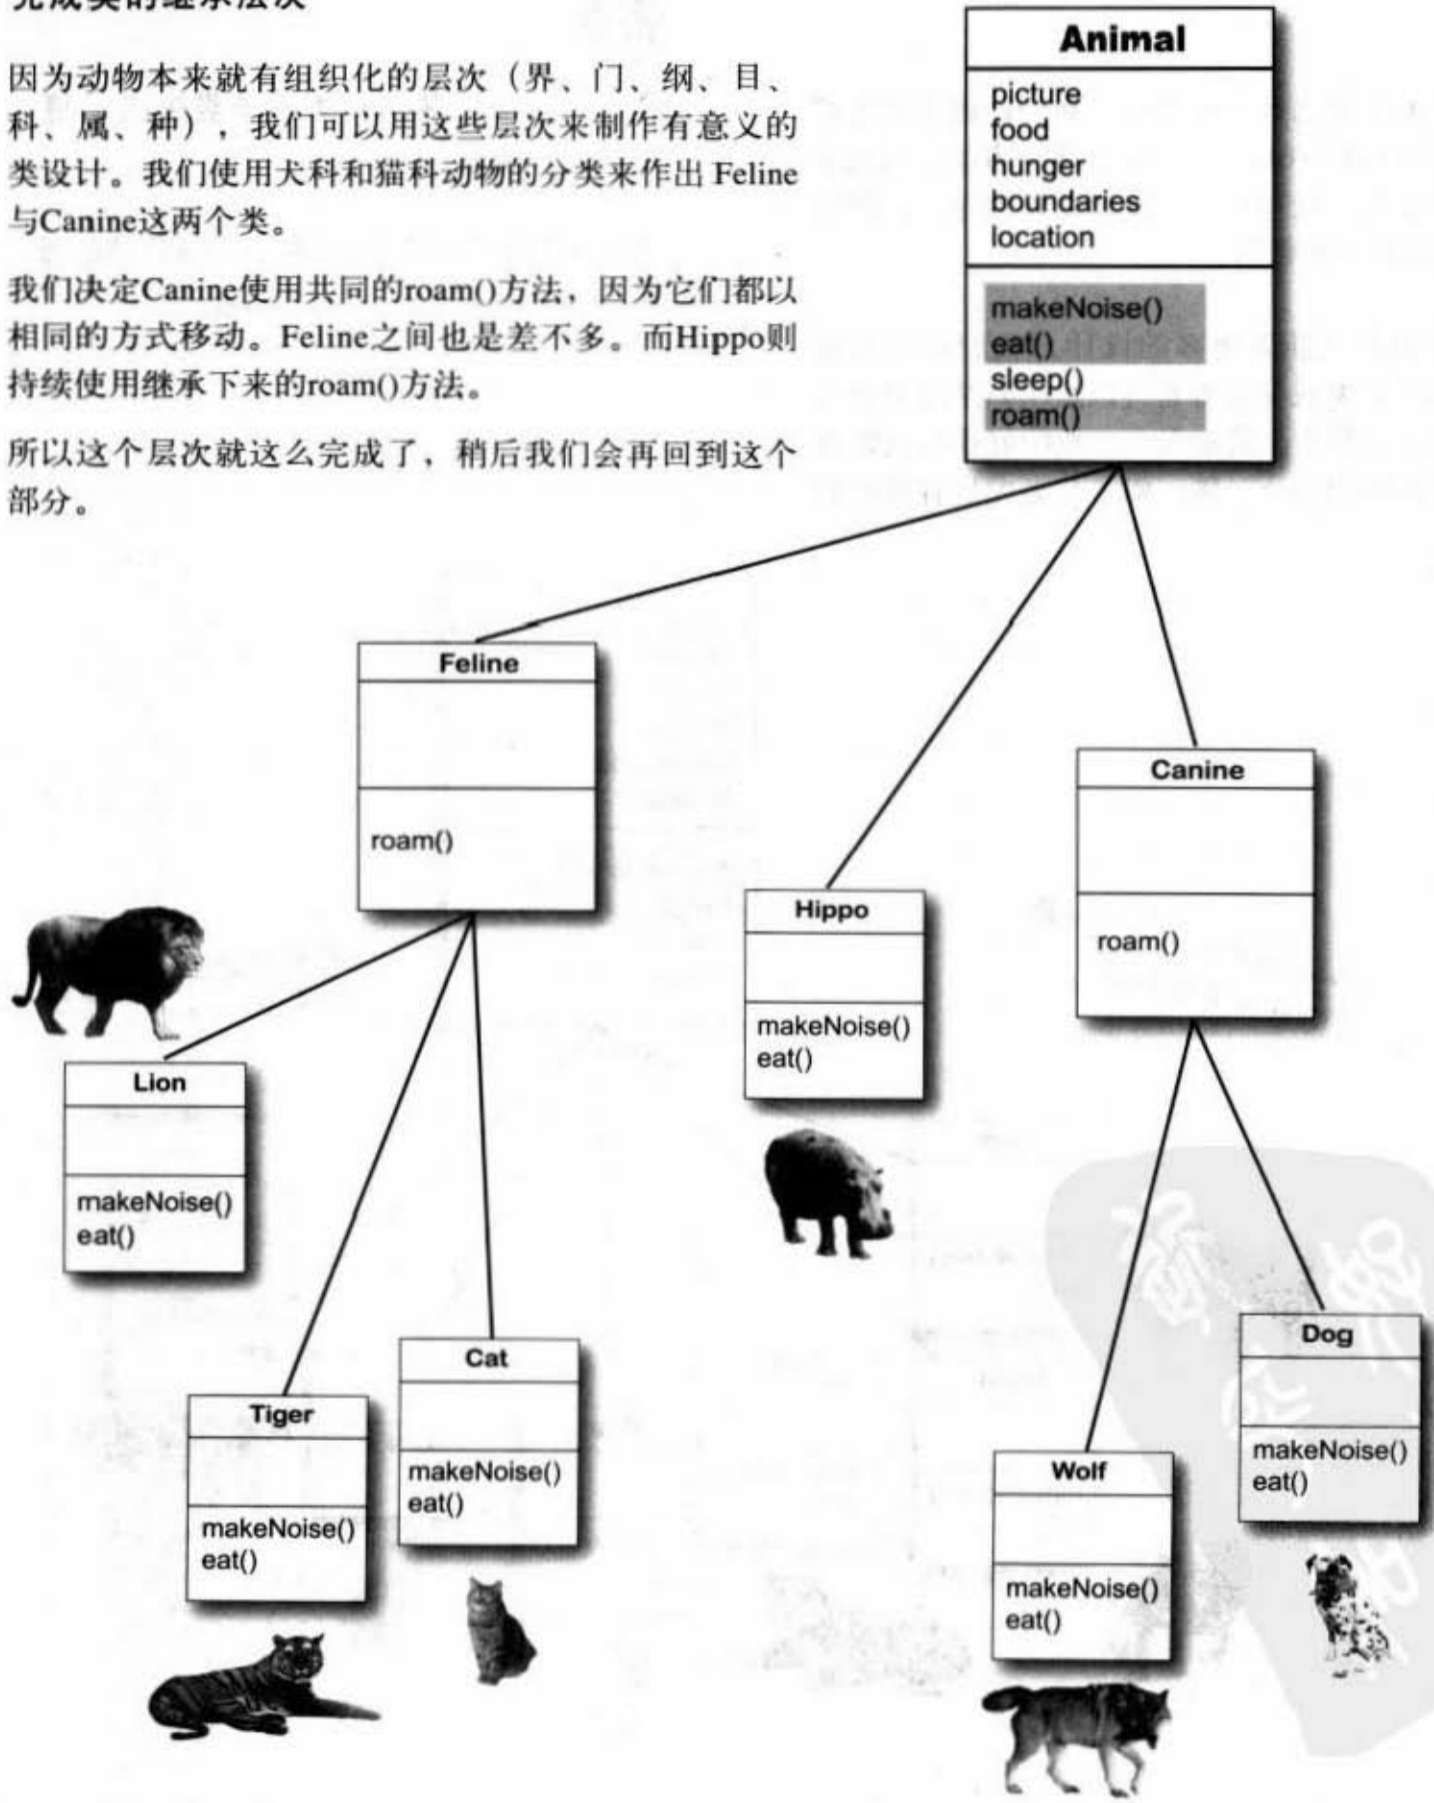 完成类的继承层次
因为动物本来就有组织化的层次（界、门、纲、目、
科、属、种），我们可以用这些层次来制作有意义的
类设计。我们使用犬科和猫科动物的分类来作出 Feline
与Canine这两个类。
我们决定Canine使用共同的roam()方法，因为它们都以
相同的方式移动。Feline之间也是差不多。而Hippo则
持续使用继承下来的roam()方法。
所以这个层次就这么完成了，稍后我们会再回到这个
部分。
Animal
picture
food
hunger
boundaries
location
makeNoise()
eat()
sleep()
roam()
Feline
roam()
Hippo
makeNoise()
eat()
Canine
roam()
Lion
makeNoise()
eat()
Tiger
makeNoise()
eat()
Cat
makeNoise()
eat()
Wolf
makeNoise()
eat()
Dog
makeNoise()
eat()